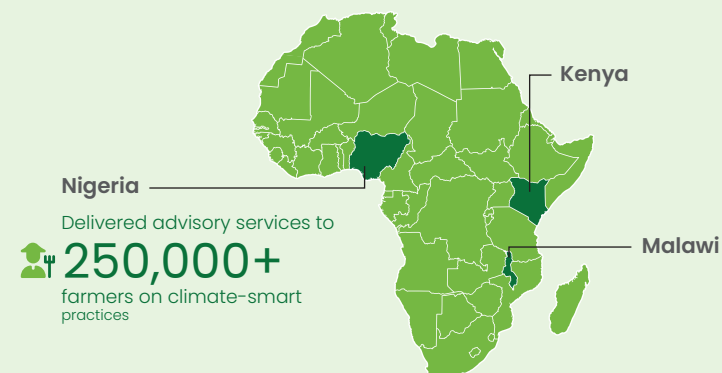 Kenya
Nigeria
Delivered advisory services to
250,000+
farmers on climate-smart
practices
Malawi